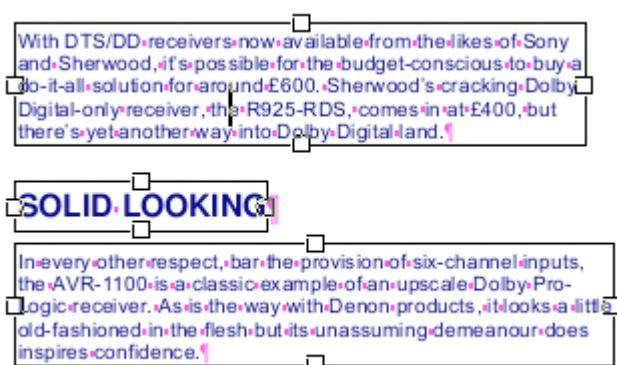 With DTS/DD receivers now available from the likes of Sony
and Sherwood, it's possible for the budget-conscious to buy a
do-it-all solution for around £600. Sherwood's cracking Dolby
Digital-only receiver, the R925-RDS, comes in at £400, but
there's yet another way into Dolby Digital land.¶
SOLID LOOKING¶
In every other respect, bar the provision of six-channel inputs,
the AVR-1100 is a classic example of an upscale Dolby Pro-
Logic receiver. As is the way with Denon products, it looks a little
old-fashioned in the flesh but its unassuming demeanour does
inspires confidence.¶